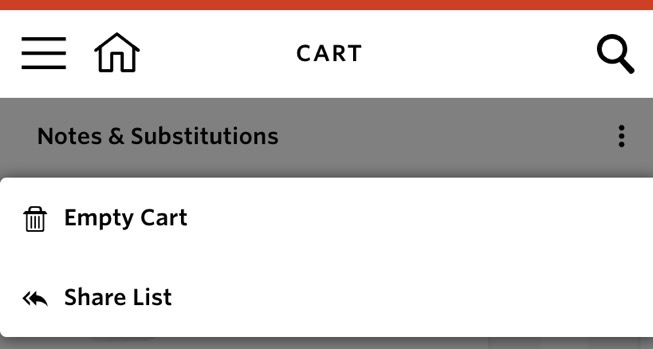 CART
Notes & Substitutions
Empty Cart
Share List